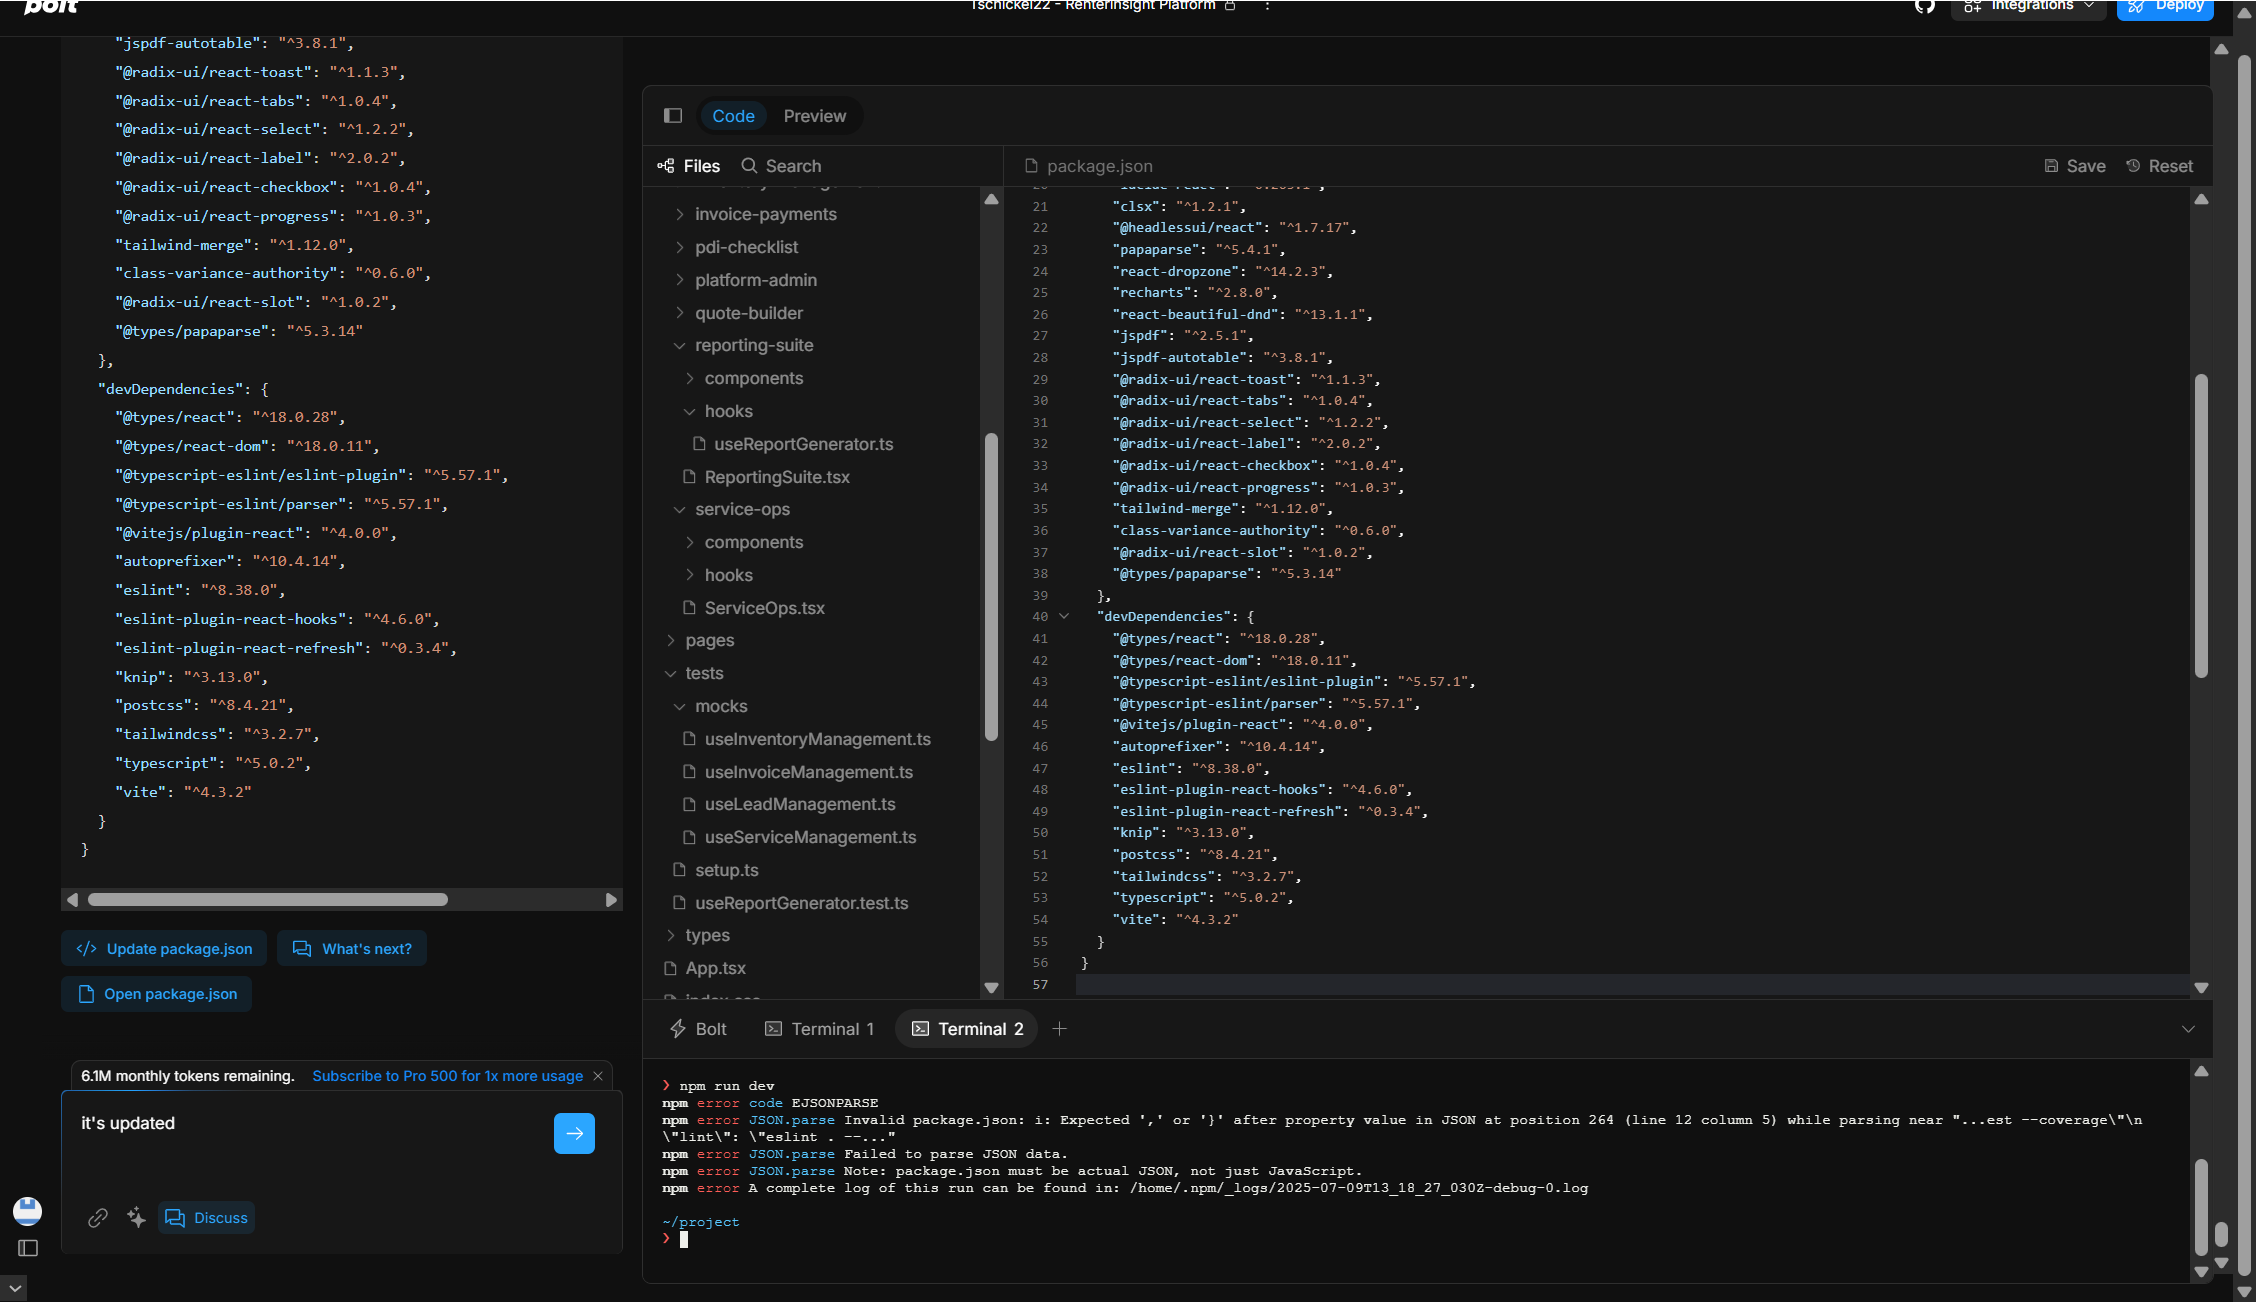 bolt
Tschickel22 - RenterInsight Platform
Integrations
Deploy
"jspdf-autotable": "^3.8.1",
"@radix-ui/react-toast": "^1.1.3",
"@radix-ui/react-tabs": "^1.0.4",
"@radix-ui/react-select": "^1.2.2",
"@radix-ui/react-label": "^2.0.2",
"@radix-ui/react-checkbox": "^1.0.4",
"@radix-ui/react-progress": "^1.0.3",
"tailwind-merge": "^1.12.0",
"class-variance-authority": "^0.6.0",
"@radix-ui/react-slot": "^1.0.2",
"@types/papaparse": "^5.3.14"
},
"devDependencies": {
"@types/react": "^18.0.28",
"@types/react-dom": "^18.0.11",
"@typescript-eslint/eslint-plugin": "^5.57.1",
"@typescript-eslint/parser": "^5.57.1",
"@vitejs/plugin-react": "^4.0.0",
"autoprefixer": "^10.4.14",
"eslint": "^8.38.0",
"eslint-plugin-react-hooks": "^4.6.0",
"eslint-plugin-react-refresh": "^0.3.4",
"knip": "^3.13.0",
"postcss": "^8.4.21",
"tailwindcss": "^3.2.7",
"typescript": "^5.0.2",
"vite": "^4.3.2"
}
}
Update package.json
What's next?
Open package.json
6.1M monthly tokens remaining. Subscribe to Pro 500 for 1x more usage
it's updated
Discuss
Code
Preview
Files
Search
invoice-payments
pdi-checklist
platform-admin
quote-builder
reporting-suite
components
hooks
useReportGenerator.ts
ReportingSuite.tsx
service-ops
components
hooks
ServiceOps.tsx
pages
tests
mocks
useInventoryManagement.ts
useInvoiceManagement.ts
useLeadManagement.ts
useServiceManagement.ts
setup.ts
useReportGenerator.test.ts
types
App.tsx
index.css
package.json
Save
Reset
21 "clsx": "^1.2.1",
22 "@headlessui/react": "^1.7.17",
23 "papaparse": "^5.4.1",
24 "react-dropzone": "^14.2.3",
25 "recharts": "^2.8.0",
26 "react-beautiful-dnd": "^13.1.1",
27 "jspdf": "^2.5.1",
28 "jspdf-autotable": "^3.8.1",
29 "@radix-ui/react-toast": "^1.1.3",
30 "@radix-ui/react-tabs": "^1.0.4",
31 "@radix-ui/react-select": "^1.2.2",
32 "@radix-ui/react-label": "^2.0.2",
33 "@radix-ui/react-checkbox": "^1.0.4",
34 "@radix-ui/react-progress": "^1.0.3",
35 "tailwind-merge": "^1.12.0",
36 "class-variance-authority": "^0.6.0",
37 "@radix-ui/react-slot": "^1.0.2",
38 "@types/papaparse": "^5.3.14"
39 },
40 "devDependencies": {
41 "@types/react": "^18.0.28",
42 "@types/react-dom": "^18.0.11",
43 "@typescript-eslint/eslint-plugin": "^5.57.1",
44 "@typescript-eslint/parser": "^5.57.1",
45 "@vitejs/plugin-react": "^4.0.0",
46 "autoprefixer": "^10.4.14",
47 "eslint": "^8.38.0",
48 "eslint-plugin-react-hooks": "^4.6.0",
49 "eslint-plugin-react-refresh": "^0.3.4",
50 "knip": "^3.13.0",
51 "postcss": "^8.4.21",
52 "tailwindcss": "^3.2.7",
53 "typescript": "^5.0.2",
54 "vite": "^4.3.2"
55 }
56 }
57
Bolt
Terminal 1
Terminal 2
❯ npm run dev
npm error code EJSONPARSE
npm error JSON.parse Invalid package.json: i: Expected ',' or '}' after property value in JSON at position 264 (line 12 column 5) while parsing near "...est --coverage\"\n
\"lint\": \"eslint . --..."
npm error JSON.parse Failed to parse JSON data.
npm error JSON.parse Note: package.json must be actual JSON, not just JavaScript.
npm error A complete log of this run can be found in: /home/.npm/_logs/2025-07-09T13_18_27_030Z-debug-0.log
~/project
❯